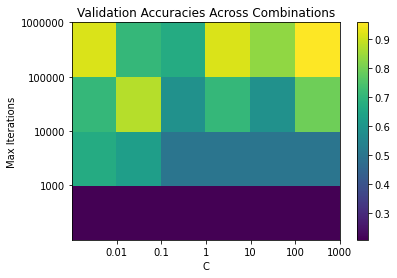 Validation Accuracies Across Combinations
1000000
100000
10000
1000
Max Iterations
0.01 0.1 1 10 100 1000
C
0.9
0.8
0.7
0.6
0.5
0.4
0.3